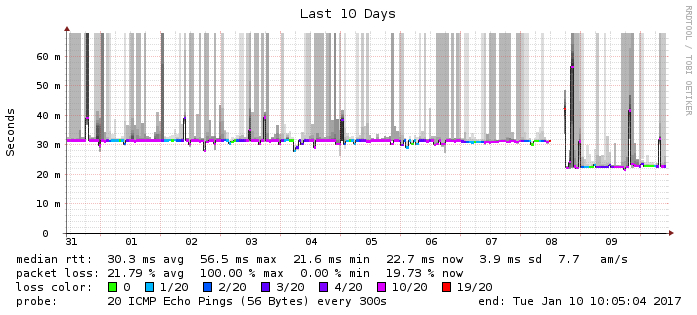 Last 10 Days
RRDTOOL / TOBI OETIKER
Seconds
60 m
50 m
40 m
30 m
20 m
10 m
0
31 01 02 03 04 05 06 07 08 09
median rtt: 30.3 ms avg 56.5 ms max 21.6 ms min 22.7 ms now 3.9 ms sd 7.7 am/s
packet loss: 21.79 % avg 100.00 % max 0.00 % min 19.73 % now
loss color: 0 1/20 2/20 3/20 4/20 10/20 19/20
probe: 20 ICMP Echo Pings (56 Bytes) every 300s end: Tue Jan 10 10:05:04 2017